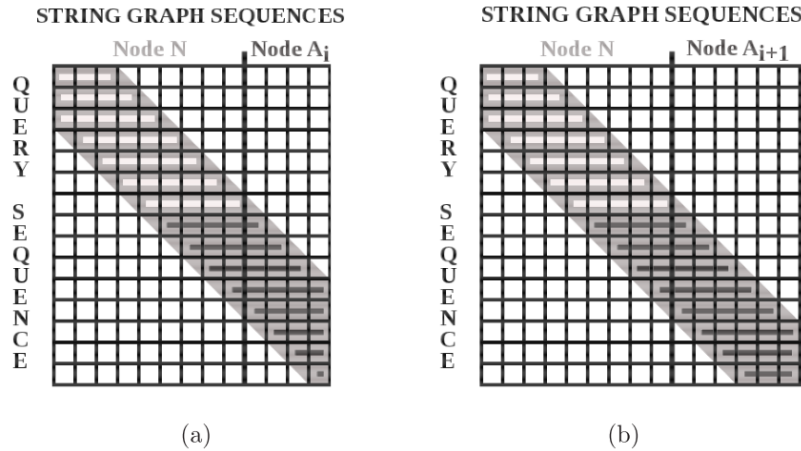 STRING GRAPH SEQUENCES
Node N Node Ai
QUERY SEQUENCE
(a)
STRING GRAPH SEQUENCES
Node N Node Ai+1
QUERY SEQUENCE
(b)